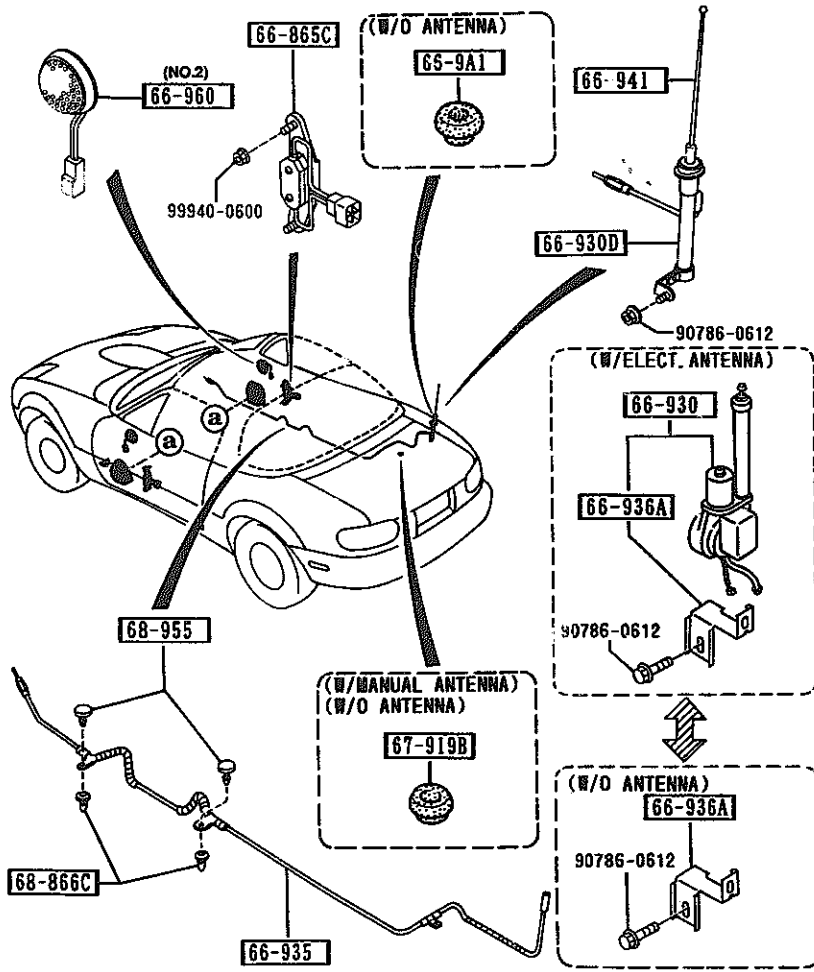 66-865C
(W/O ANTENNA)
65-9A1
(NO.2)
66-960
66-941
99940-0600
66-930D
90786-0612
(W/ELECT. ANTENNA)
66-930
66-936A
90786-0612
a
a
68-955
(W/MANUAL ANTENNA)
(W/O ANTENNA)
67-919B
(W/O ANTENNA)
66-936A
90786-0612
68-866C
66-935